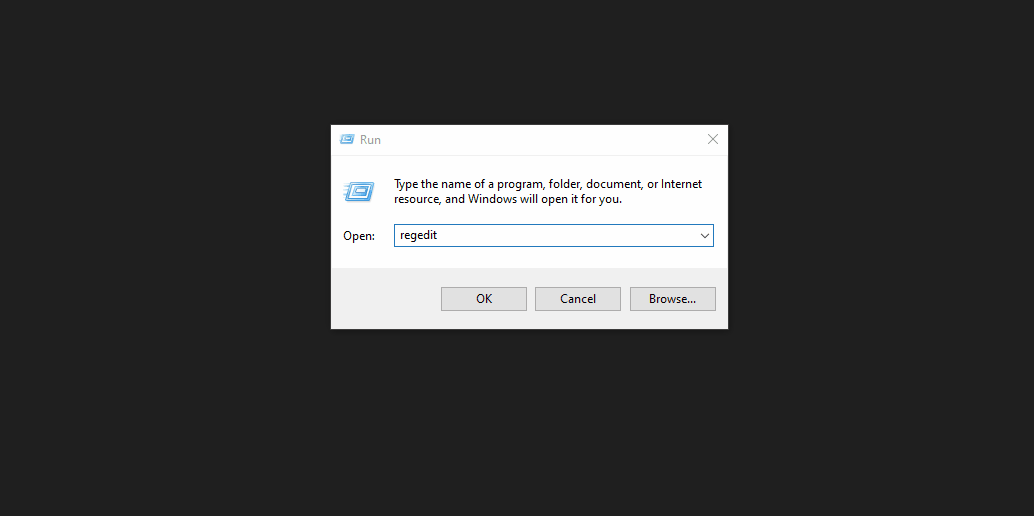 Run
Type the name of a program, folder, document, or Internet
resource, and Windows will open it for you.
Open: regedit
OK Cancel Browse...